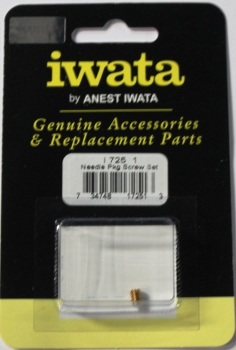 iwata
by ANEST IWATA
Genuine Accessories
& Replacement Parts
I 725 1
Needle Pkg Screw Set